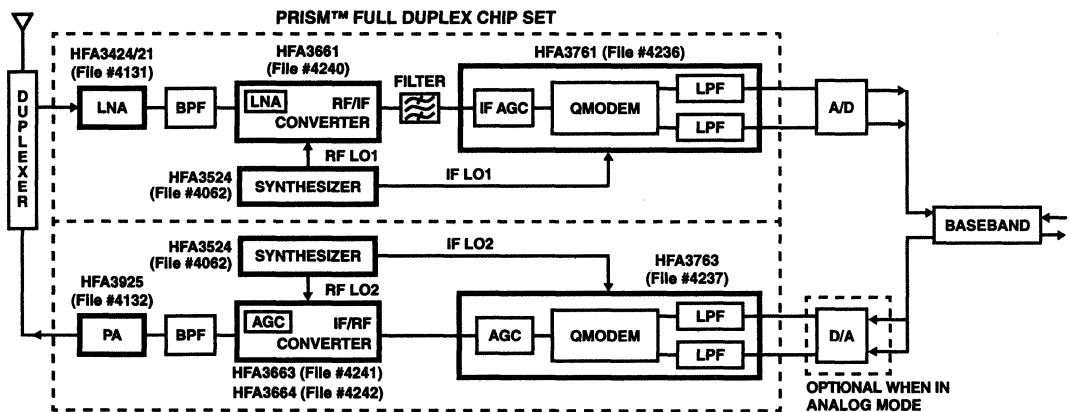 PRISM™ FULL DUPLEX CHIP SET
HFA3424/21
(File #4131)
HFA3661
(File #4240)
FILTER
HFA3761 (File #4236)
DUPLEXER
LNA
BPF
LNA
RF/IF
CONVERTER
IF AGC
QMODEM
LPF
LPF
A/D
RF LO1
HFA3524
(File #4062)
SYNTHESIZER
IF LO1
BASEBAND
HFA3524
(File #4062)
SYNTHESIZER
IF LO2
RF LO2
HFA3925
(File #4132)
HFA3763
(File #4237)
PA
BPF
AGC
IF/RF
CONVERTER
AGC
QMODEM
LPF
LPF
D/A
HFA3663 (File #4241)
HFA3664 (File #4242)
OPTIONAL WHEN IN
ANALOG MODE